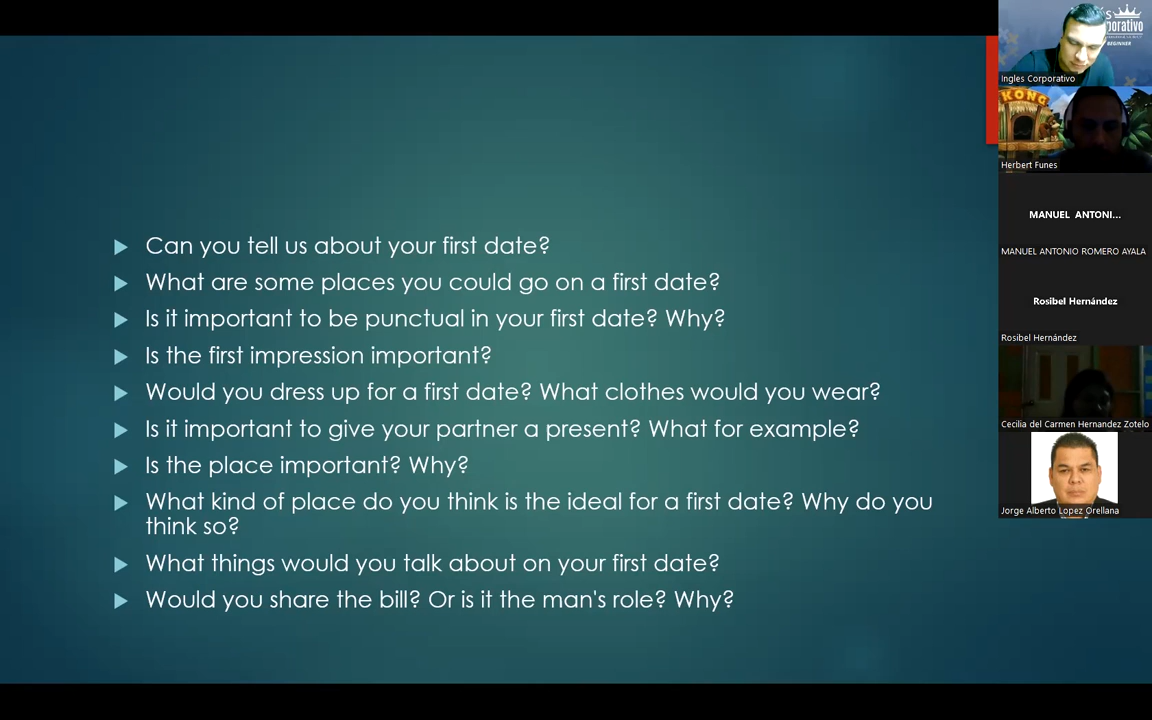 Can you tell us about your first date?
What are some places you could go on a first date?
Is it important to be punctual in your first date? Why?
Is the first impression important?
Would you dress up for a first date? What clothes would you wear?
Is it important to give your partner a present? What for example?
Is the place important? Why?
What kind of place do you think is the ideal for a first date? Why do you
think so?
What things would you talk about on your first date?
Would you share the bill? Or is it the man's role? Why?
BEGINNER
Ingles Corporativo
KONG
Herbert Funes
MANUEL ANTONI...
MANUEL ANTONIO ROMERO AYALA
Rosibel Hernández
Rosibel Hernández
Cecilia del Carmen Hernandez Zotelo
Jorge Alberto Lopez Orellana